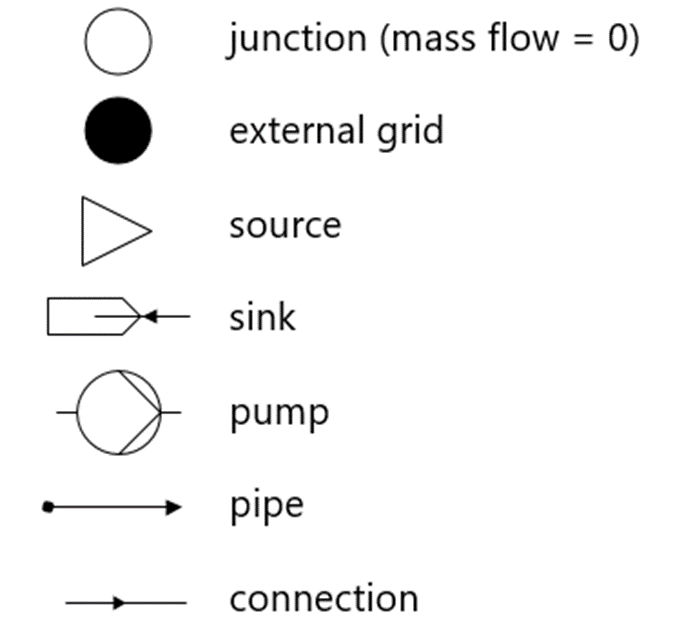 junction (mass flow = 0)
external grid
source
sink
pump
pipe
connection